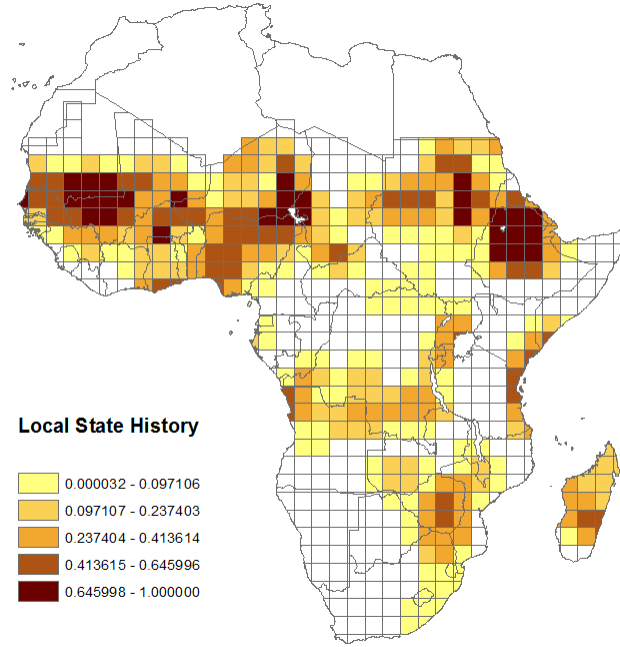 Local State History
0.000032 - 0.097106
0.097107 - 0.237403
0.237404 - 0.413614
0.413615 - 0.645996
0.645998 - 1.000000